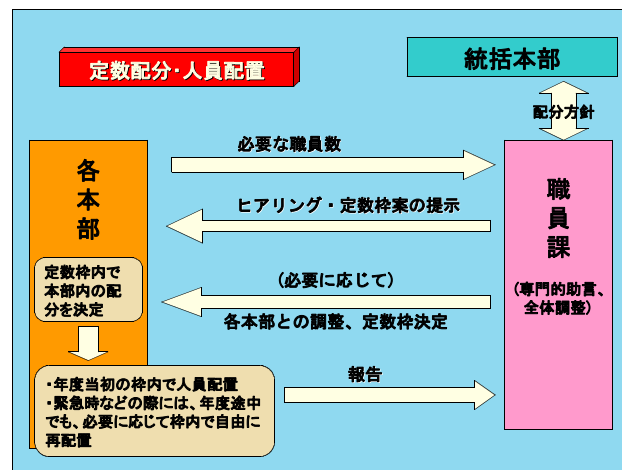 定数配分・人員配置
統括本部
配分方針
各
本
部
必要な職員数
職
員
課
ヒアリング・定数枠案の提示
(専門的助言、
全体調整)
定数枠内で
本部内の配
分を決定
(必要に応じて)
各本部との調整、定数枠決定
・年度当初の枠内で人員配置
・緊急時などの際には、年度途中
でも、必要に応じて枠内で自由に
再配置
報告